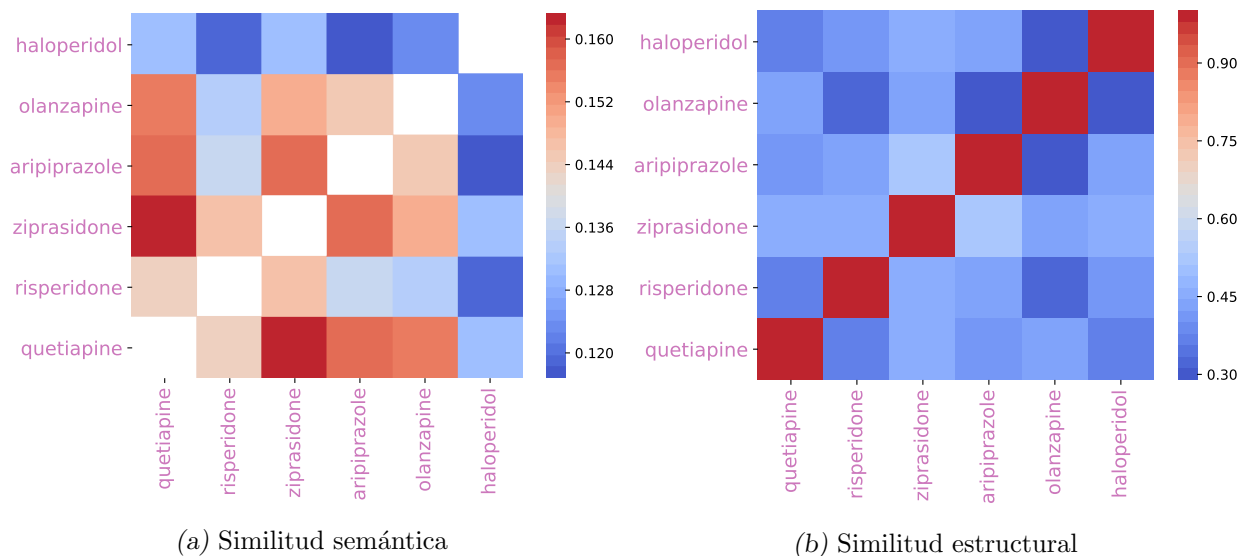 haloperidol
olanzapine
aripiprazole
ziprasidone
risperidone
quetiapine
quetiapine
risperidone
ziprasidone
aripiprazole
olanzapine
haloperidol
0.160
0.152
0.144
0.136
0.128
0.120
(a) Similitud semántica
haloperidol
olanzapine
aripiprazole
ziprasidone
risperidone
quetiapine
quetiapine
risperidone
ziprasidone
aripiprazole
olanzapine
haloperidol
0.90
0.75
0.60
0.45
0.30
(b) Similitud estructural